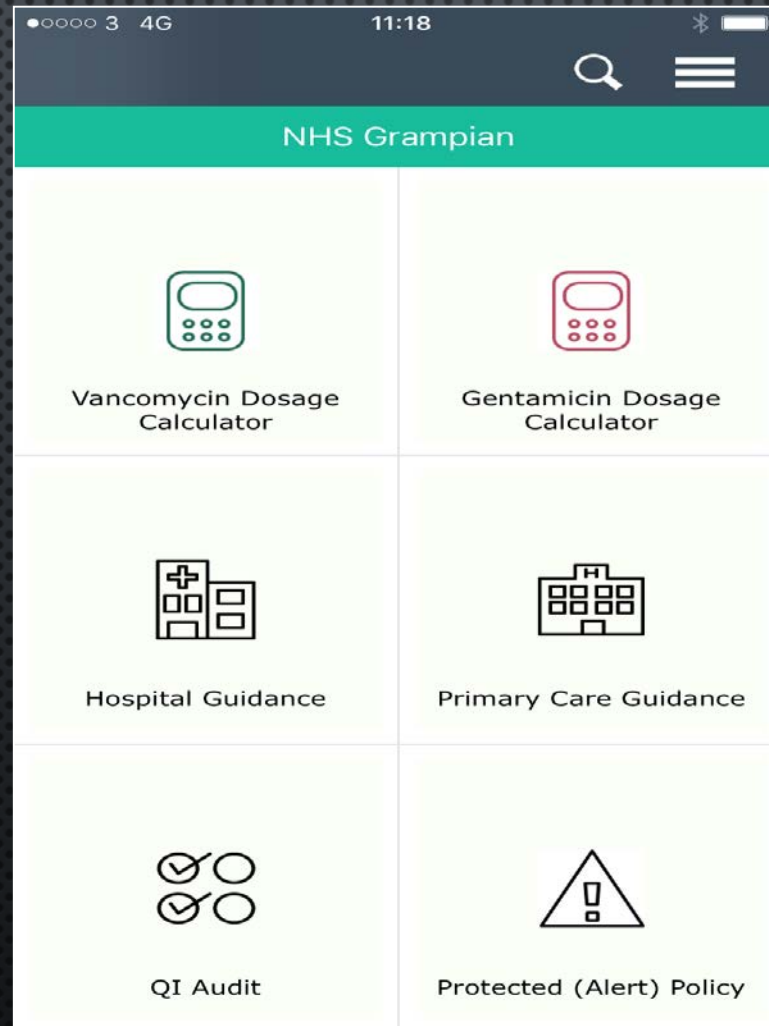 3 4G 11:18
NHS Grampian
Vancomycin Dosage
Calculator
Gentamicin Dosage
Calculator
Hospital Guidance
Primary Care Guidance
QI Audit
Protected (Alert) Policy